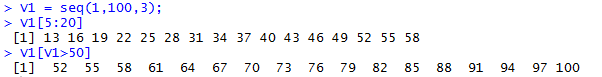 > v1 = seq(1,100,3);
> v1[5:20]
[1] 13 16 19 22 25 28 31 34 37 40 43 46 49 52 55 58
> v1[v1>50]
[1]  52  55  58  61  64  67  70  73  76  79  82  85  88  91  94  97 100